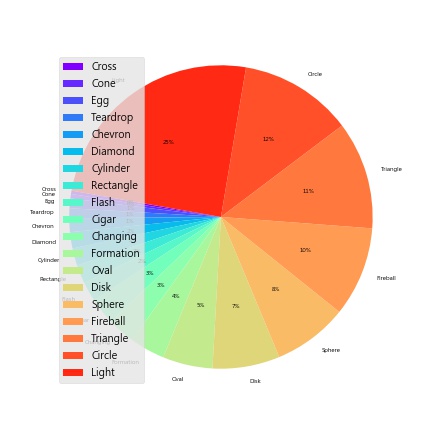 Cross
Cone
Egg
Teardrop
Chevron
Diamond
Cylinder
Rectangle
Flash
Cigar
Changing
Formation
Oval
Disk
Sphere
Fireball
Triangle
Circle
Light
Circle
Triangle
Fireball
Sphere
Disk
Oval
Formation
Cylinder
Diamond
Chevron
Teardrop
Egg
Cone
Cross
12%
11%
10%
8%
7%
5%
4%
3%
3%